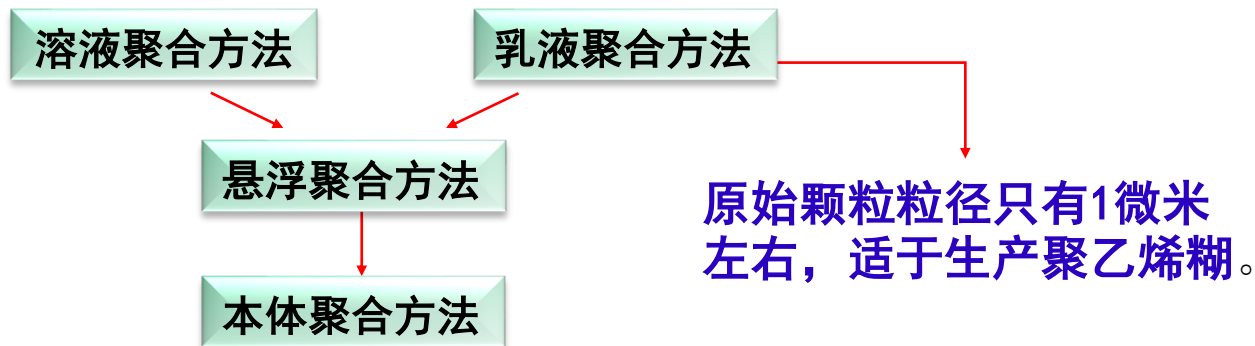 溶液聚合方法
乳液聚合方法
悬浮聚合方法
原始颗粒粒径只有1微米
左右，适于生产聚乙烯糊。
本体聚合方法